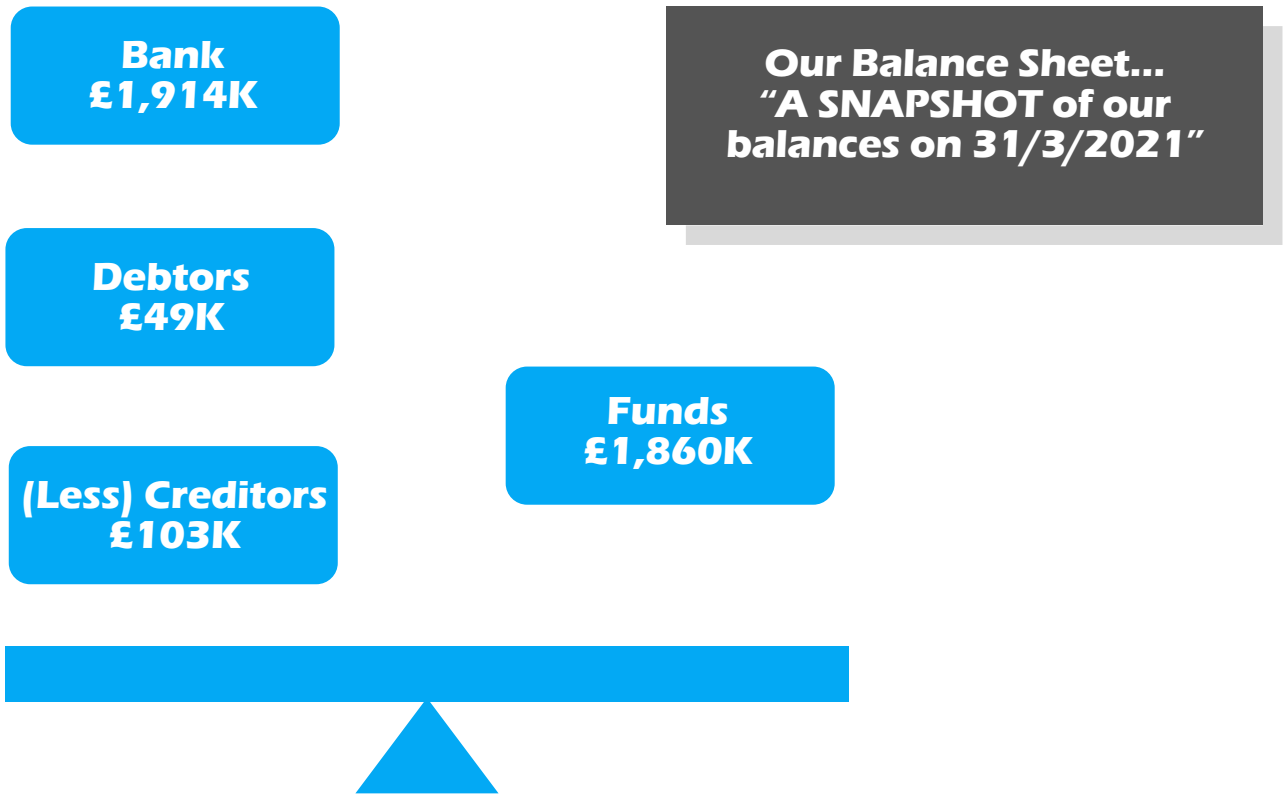 Bank
£1,914K
Our Balance Sheet...
“A SNAPSHOT of our
balances on 31/3/2021”
Debtors
£49K
Funds
£1,860K
(Less) Creditors
£103K